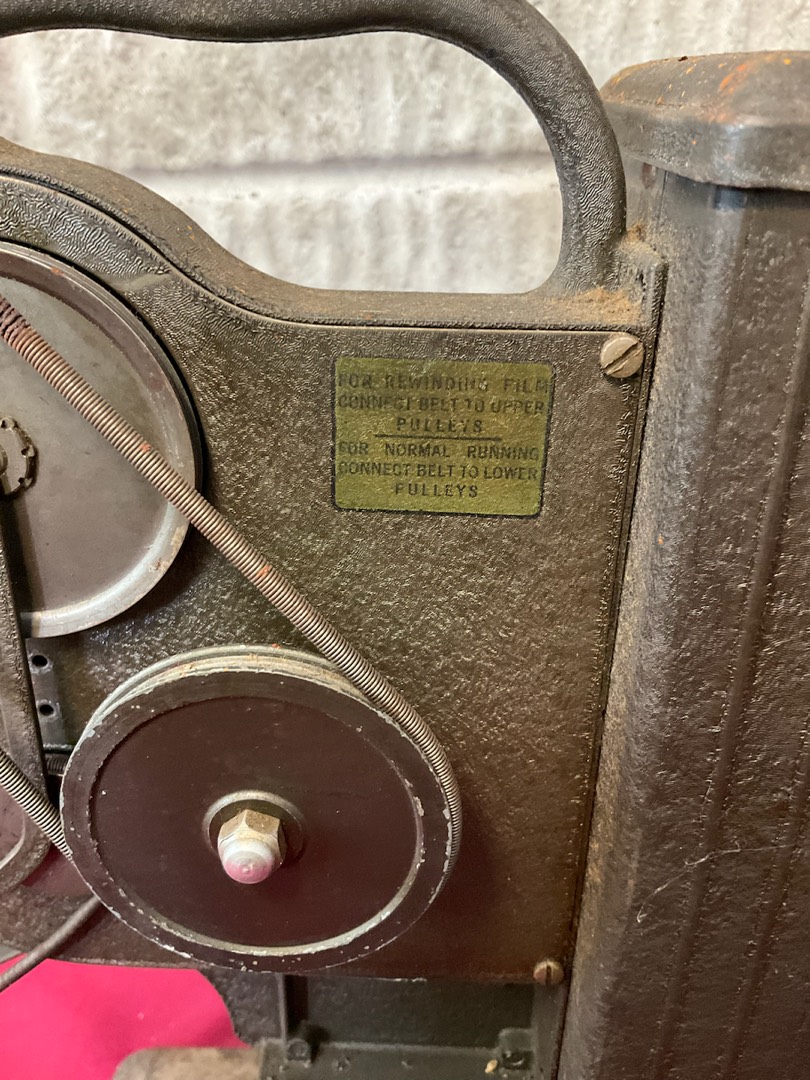 FOR REWINDING FILM
CONNECT BELT TO UPPER
PULLEYS
FOR NORMAL RUNNING
CONNECT BELT TO LOWER
PULLEYS